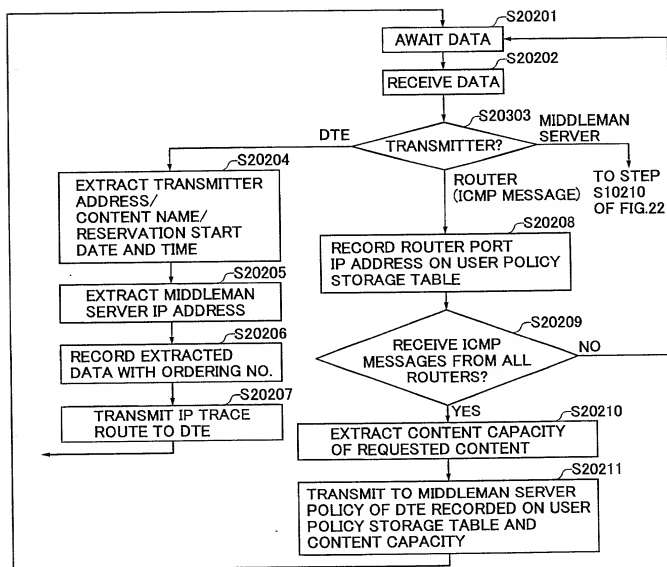 S20201
AWAIT DATA
S20202
RECEIVE DATA
S20303
TRANSMITTER?
DTE
MIDDLEMAN
SERVER
TO STEP
S10210
OF FIG.22
ROUTER
(ICMP MESSAGE)
S20204
EXTRACT TRANSMITTER
ADDRESS/
CONTENT NAME/
RESERVATION START
DATE AND TIME
S20205
EXTRACT MIDDLEMAN
SERVER IP ADDRESS
S20206
RECORD EXTRACTED
DATA WITH ORDERING NO.
S20207
TRANSMIT IP TRACE
ROUTE TO DTE
S20208
RECORD ROUTER PORT
IP ADDRESS ON USER POLICY
STORAGE TABLE
S20209
RECEIVE ICMP
MESSAGES FROM ALL
ROUTERS?
NO
YES
S20210
EXTRACT CONTENT CAPACITY
OF REQUESTED CONTENT
S20211
TRANSMIT TO MIDDLEMAN SERVER
POLICY OF DTE RECORDED ON USER
POLICY STORAGE TABLE AND
CONTENT CAPACITY